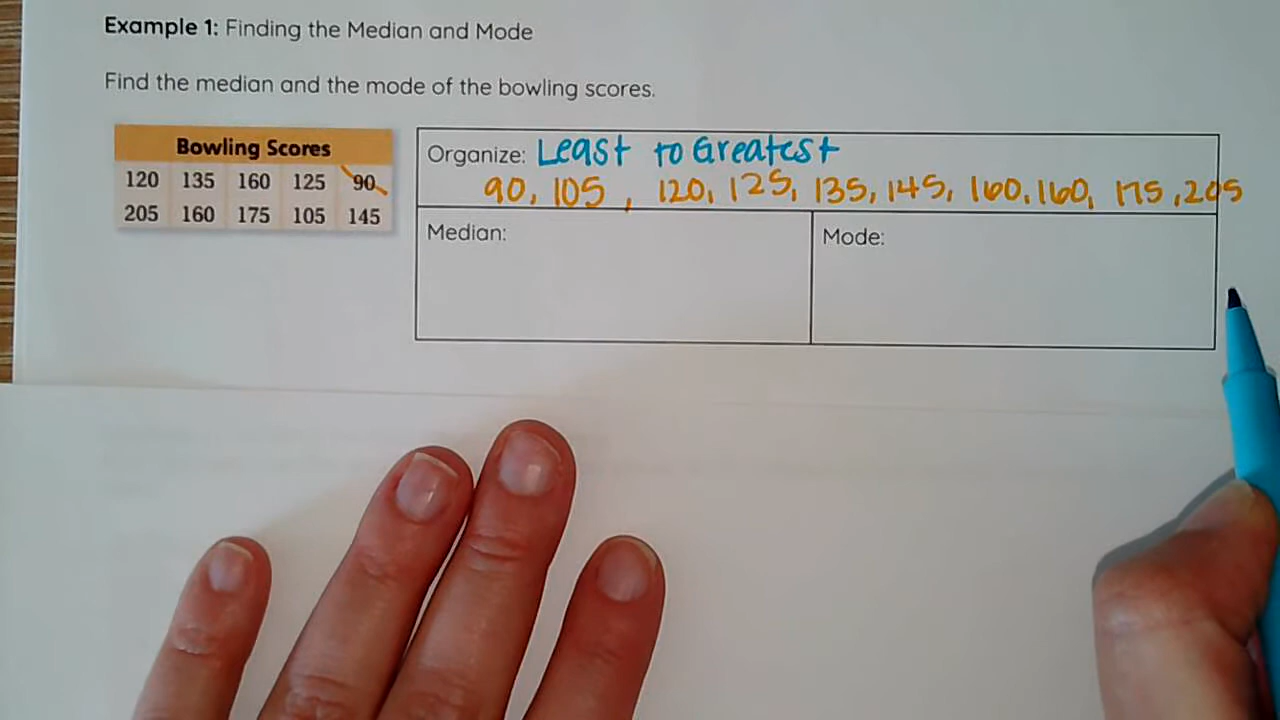 Example 1: Finding the Median and Mode
Find the median and the mode of the bowling scores.
Bowling Scores
120 135 160 125 90
205 160 175 105 145
Organize: Least to Greatest
90, 105, 120, 125, 135, 145, 160, 160, 175, 205
Median:
Mode: